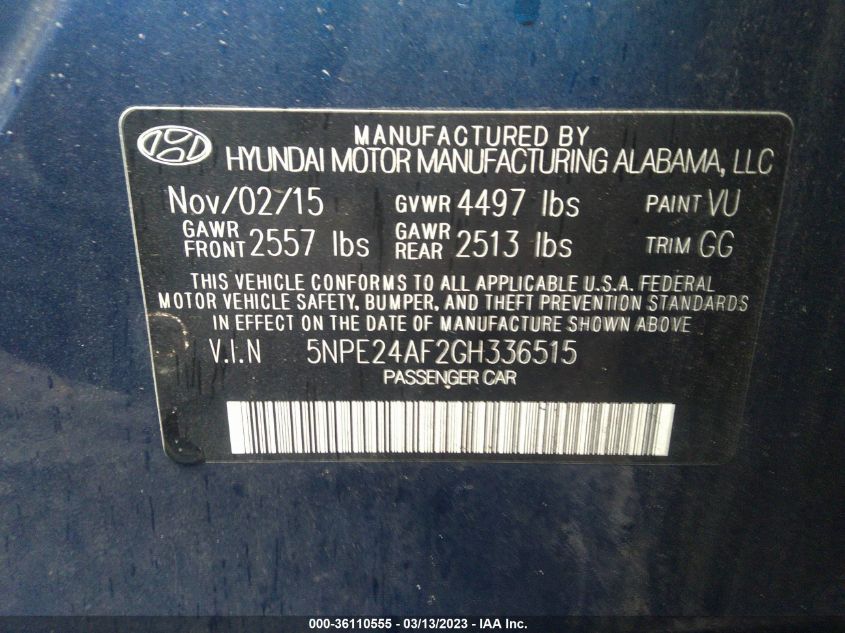 MANUFACTURED BY
HYUNDAI MOTOR MANUFACTURING ALABAMA, LLC
Nov/02/15 GVWR 4497 lbs PAINT VU
GAWR FRONT 2557 lbs GAWR REAR 2513 lbs TRIM GG
THIS VEHICLE CONFORMS TO ALL APPLICABLE U.S.A. FEDERAL
MOTOR VEHICLE SAFETY, BUMPER, AND THEFT PREVENTION STANDARDS
IN EFFECT ON THE DATE OF MANUFACTURE SHOWN ABOVE
V.I.N 5NPE24AF2GH336515
PASSENGER CAR
000-36110555 — 03/13/2023 — IAA Inc.